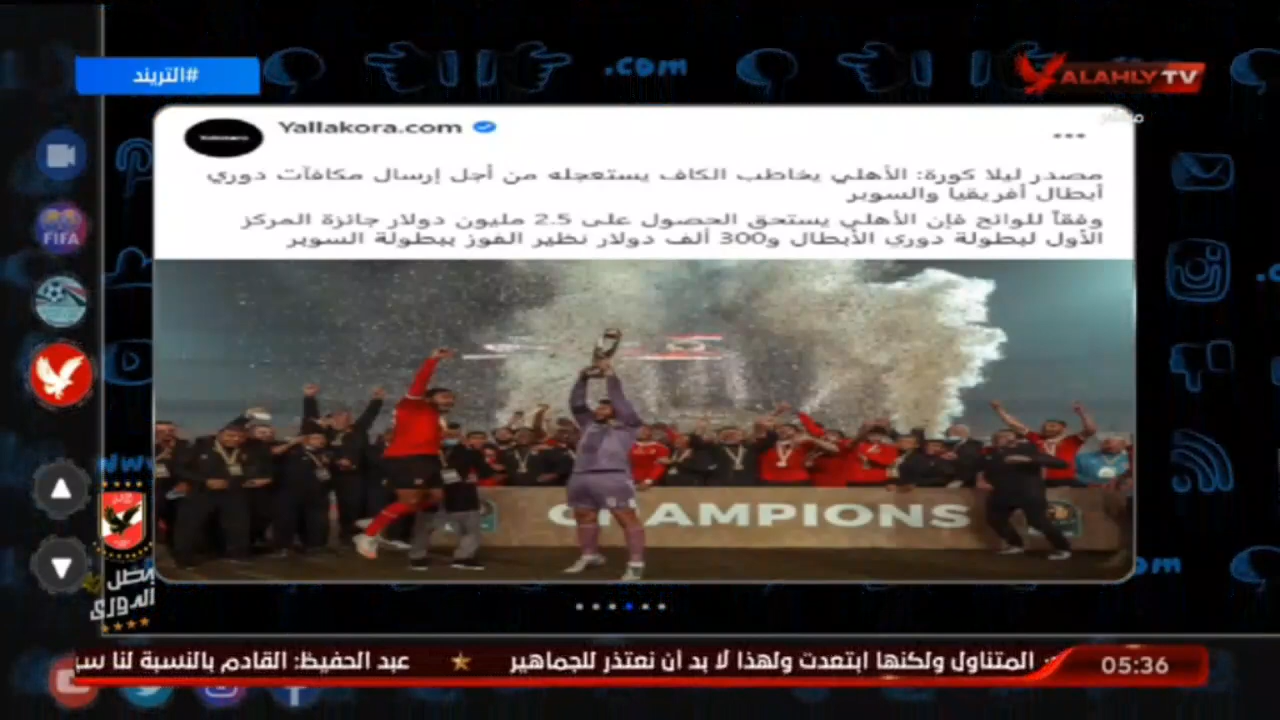 #التريند
.com
ALAHLY TV
Yallakora.com
مصدر ليلا كورة: الأهلي يخاطب الكاف يستعجله من أجل إرسال مكافآت دوري
أبطال أفريقيا والسوبر
وفقاً للوائح فإن الأهلي يستحق الحصول على 2.5 مليون دولار جائزة المركز
الأول لبطولة دوري الأبطال و300 ألف دولار نظير الفوز ببطولة السوبر
FIFA
CHAMPIONS
بطل
الدوري
المتناول ولكنها ابتعدت ولهذا لا بد أن نعتذر للجماهير
عبد الحفيظ: القادم بالنسبة لنا
05:36